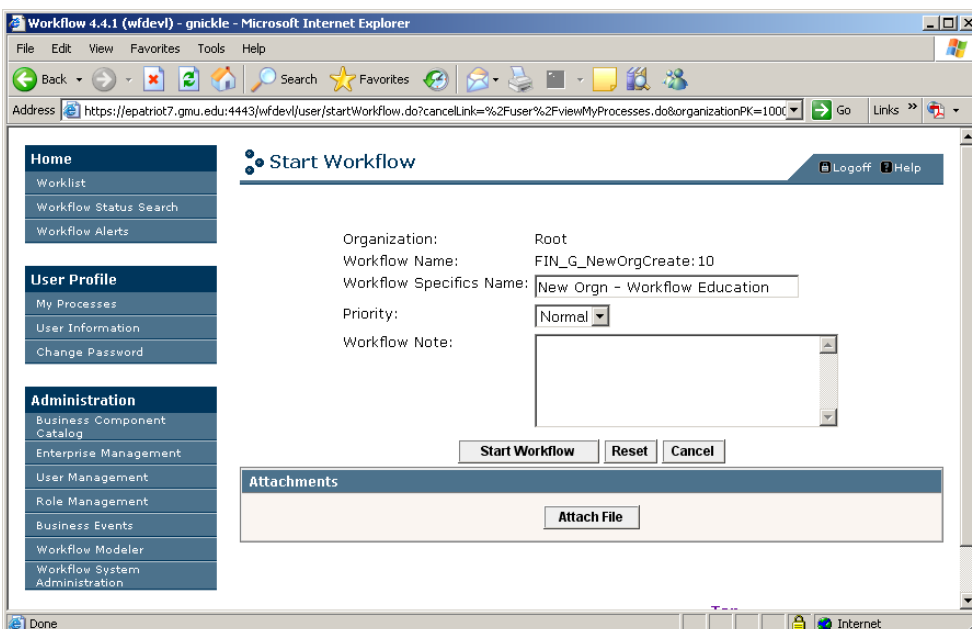 Workflow 4.4.1 (wfdevl) - gnickle - Microsoft Internet Explorer
File Edit View Favorites Tools Help
Back Search Favorites
Address https://epatriot7.gmu.edu:4443/wfdevl/user/startWorkflow.do?cancelLink=%2Fuser%2FviewMyProcesses.do&organizationPK=1000 Go Links »
Home
Worklist
Workflow Status Search
Workflow Alerts
User Profile
My Processes
User Information
Change Password
Administration
Business Component
Catalog
Enterprise Management
User Management
Role Management
Business Events
Workflow Modeler
Workflow System
Administration
Start Workflow
Logoff ? Help
Organization: Root
Workflow Name: FIN_G_NewOrgCreate:10
Workflow Specifics Name: New Orgn - Workflow Education
Priority: Normal
Workflow Note:
Start Workflow Reset Cancel
Attachments
Attach File
Done Internet